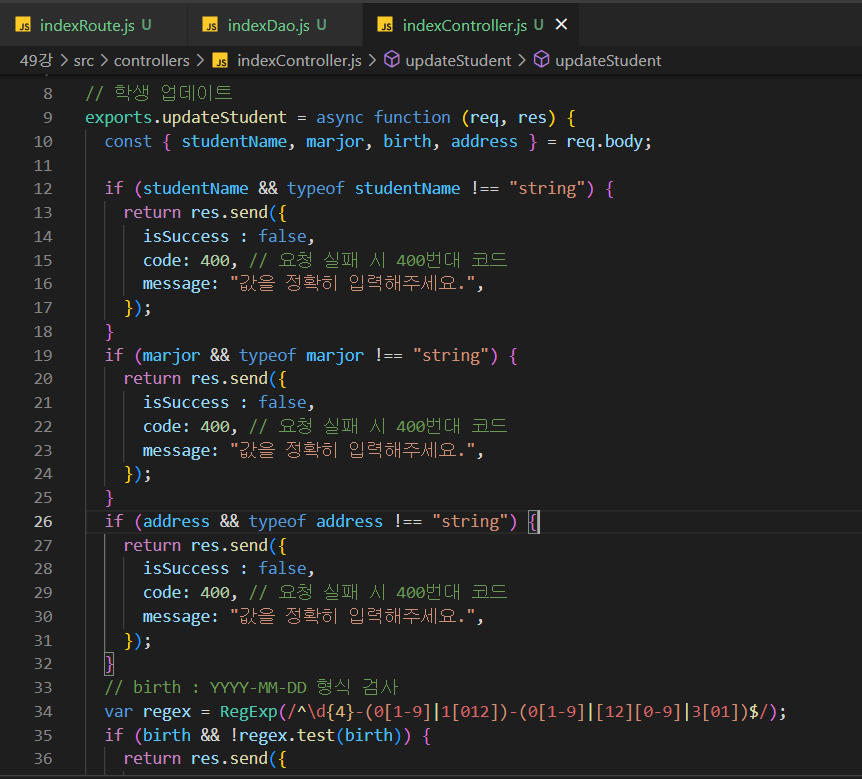 JS indexRoute.js U JS indexDao.js U JS indexController.js U ×
49강 > src > controllers > JS indexController.js > updateStudent > updateStudent
8 // 학생 업데이트
9 exports.updateStudent = async function (req, res) {
10 const { studentName, marjor, birth, address } = req.body;
11
12 if (studentName && typeof studentName !== "string") {
13 return res.send({
14 isSuccess : false,
15 code: 400, // 요청 실패 시 400번대 코드
16 message: "값을 정확히 입력해주세요.",
17 });
18 }
19 if (marjor && typeof marjor !== "string") {
20 return res.send({
21 isSuccess : false,
22 code: 400, // 요청 실패 시 400번대 코드
23 message: "값을 정확히 입력해주세요.",
24 });
25 }
26 if (address && typeof address !== "string") {
27 return res.send({
28 isSuccess : false,
29 code: 400, // 요청 실패 시 400번대 코드
30 message: "값을 정확히 입력해주세요.",
31 });
32 }
33 // birth : YYYY-MM-DD 형식 검사
34 var regex = RegExp(/^\d{4}-(0[1-9]|1[012])-(0[1-9]|[12][0-9]|3[01])$/);
35 if (birth && !regex.test(birth)) {
36 return res.send({